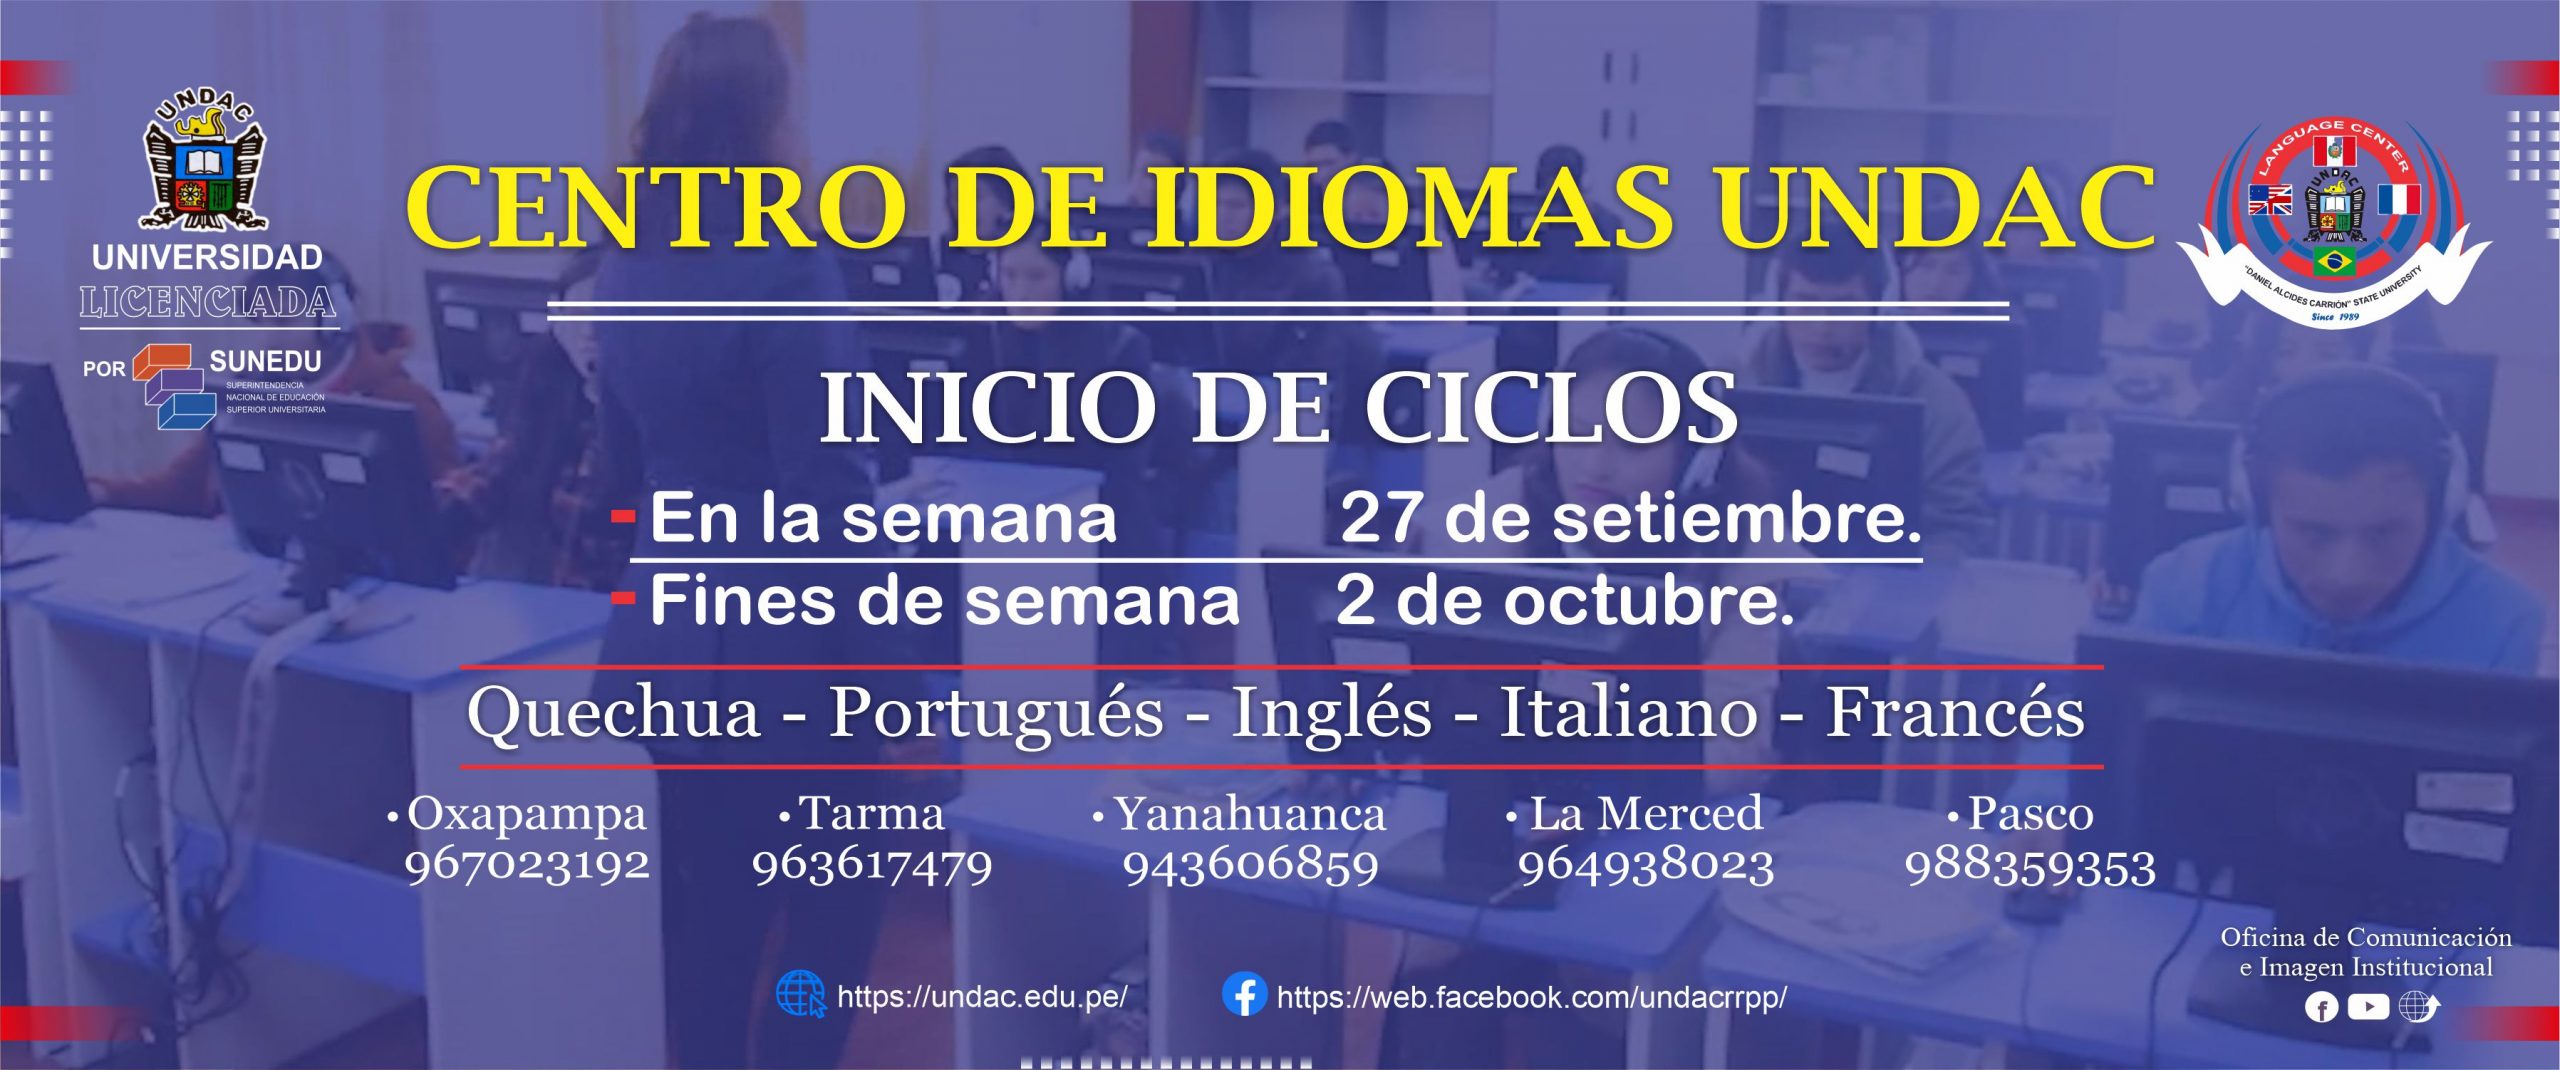 UNDAC
UNIVERSIDAD
LICENCIADA
POR
SUNEDU
SUPERINTENDENCIA
NACIONAL DE EDUCACIÓN
SUPERIOR UNIVERSITARIA
CENTRO DE IDIOMAS UNDAC
LANGUAGE CENTER
UNDAC
"DANIEL ALCIDES CARRIÓN" STATE UNIVERSITY
Since 1989
INICIO DE CICLOS
- En la semana 27 de setiembre.
- Fines de semana 2 de octubre.
Quechua - Portugués - Inglés - Italiano - Francés
• Oxapampa
967023192
• Tarma
963617479
• Yanahuanca
943606859
• La Merced
964938023
• Pasco
988359353
https://undac.edu.pe/
https://web.facebook.com/undacrrpp/
Oficina de Comunicación
e Imagen Institucional